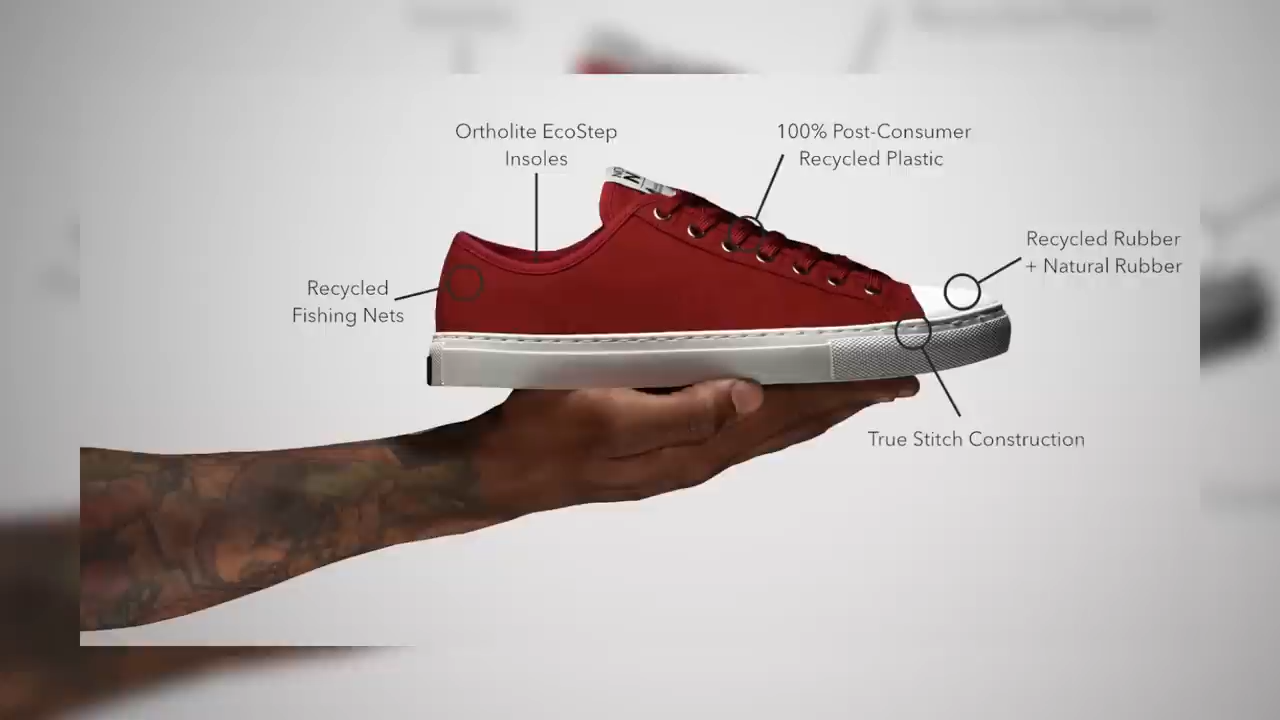 Ortholite EcoStep
Insoles
100% Post-Consumer
Recycled Plastic
Recycled Rubber
+ Natural Rubber
Recycled
Fishing Nets
True Stitch Construction